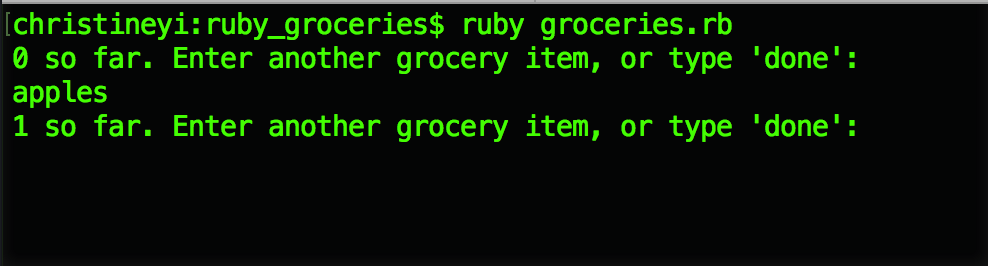 christineyi:ruby_groceries$ ruby groceries.rb
0 so far. Enter another grocery item, or type 'done':
apples
1 so far. Enter another grocery item, or type 'done':